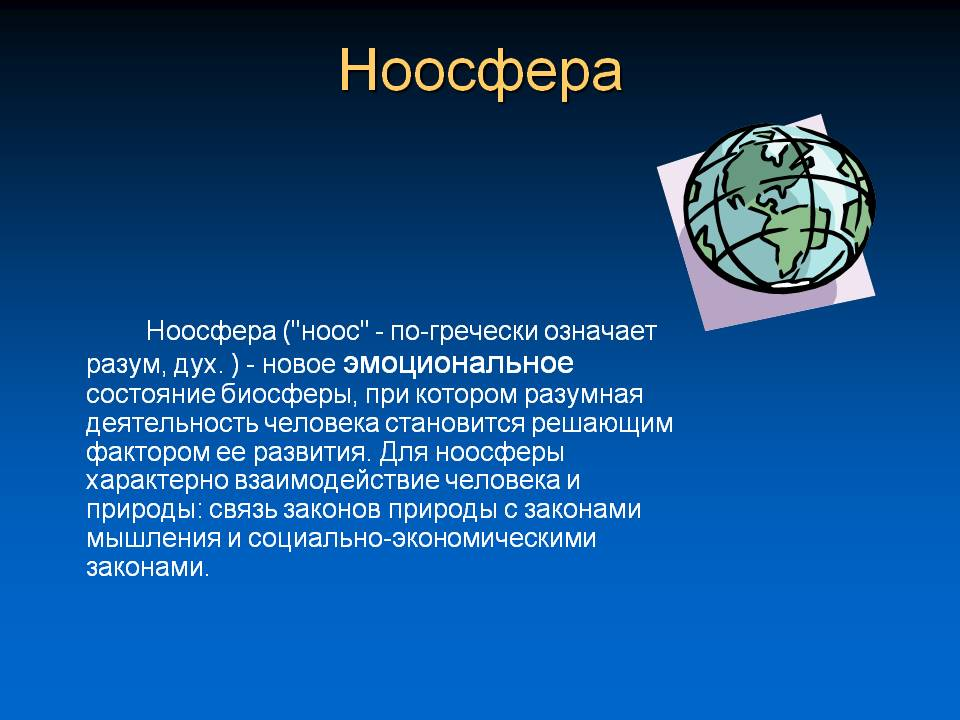 Ноосфера
Ноосфера ("ноос" - по-гречески означает
разум, дух. ) - новое эмоциональное
состояние биосферы, при котором разумная
деятельность человека становится решающим
фактором ее развития. Для ноосферы
характерно взаимодействие человека и
природы: связь законов природы с законами
мышления и социально-экономическими
законами.